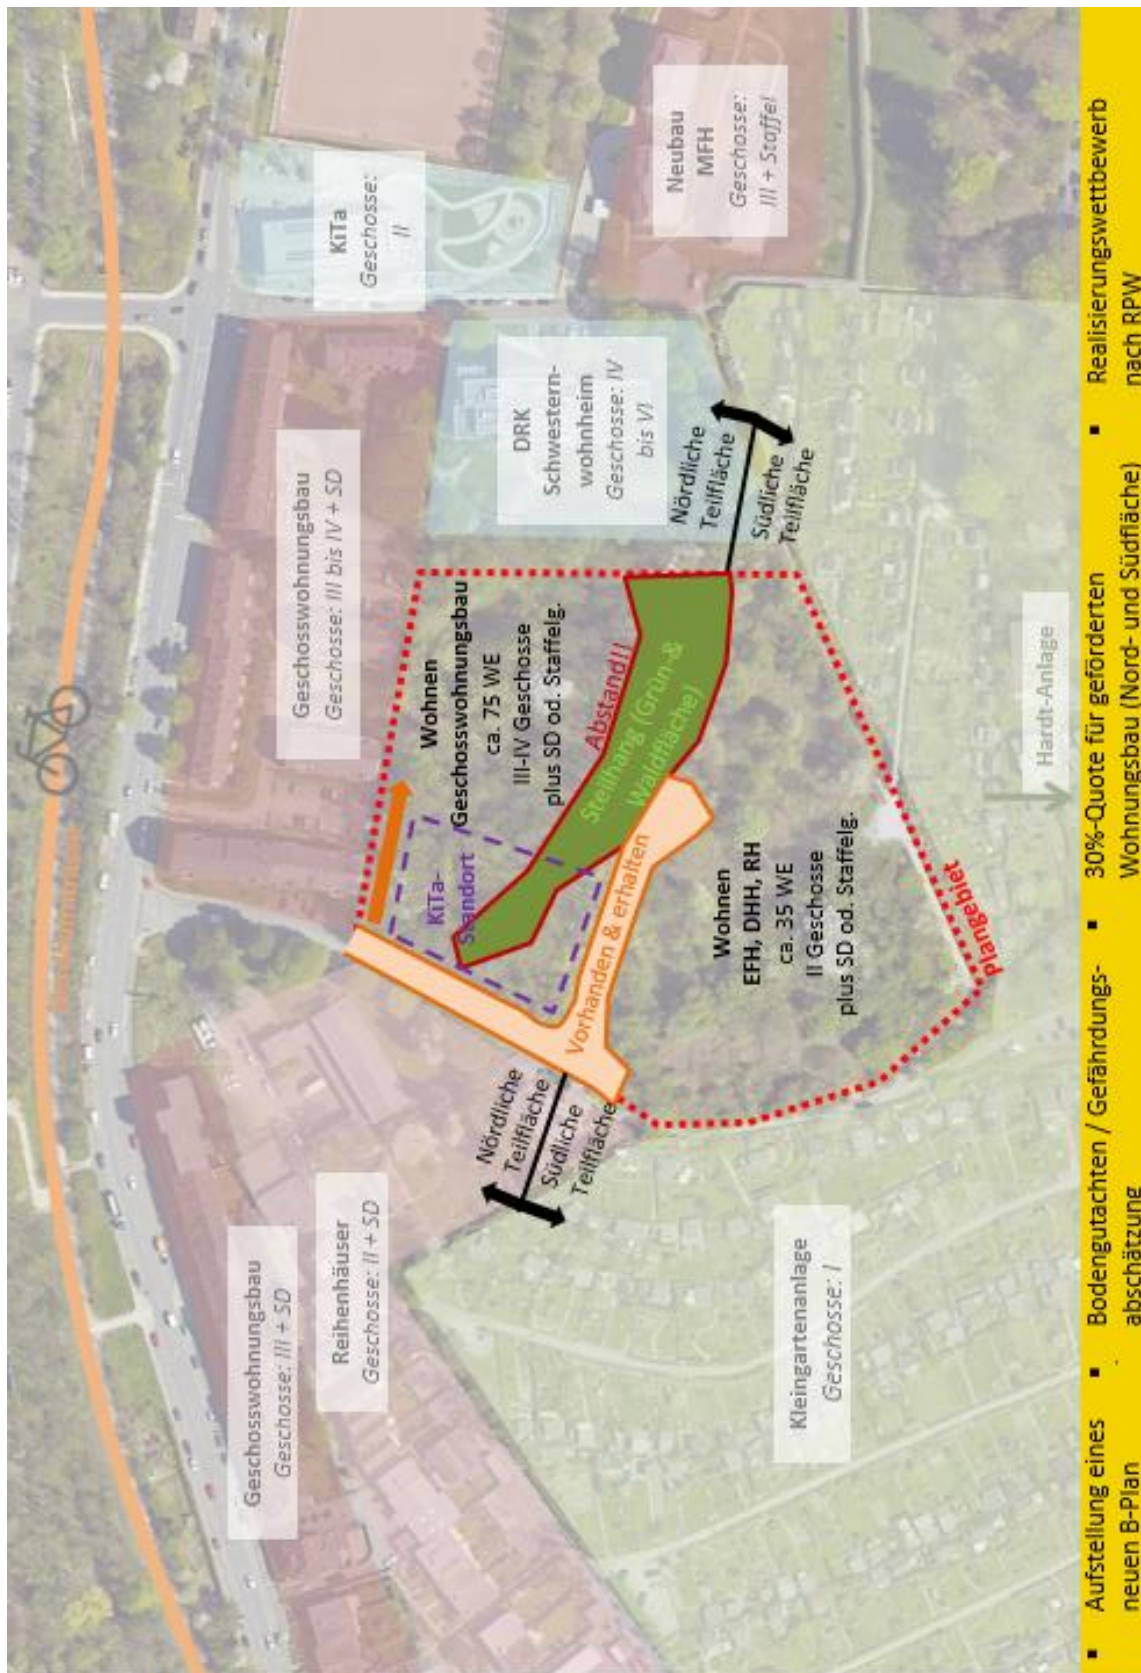 KiTa
Geschosse:
II
Neubau
MFH
Geschosse:
III + Staffel
Geschosswohnungsbau
Geschosse: III bis IV + SD
DRK
Schwestern-
wohnheim
Geschosse: IV
bis VI
Geschosswohnungsbau
Geschosse: III + SD
Reihenhäuser
Geschosse: II + SD
Nördliche
Teilfläche
Südliche
Teilfläche
Nördliche
Teilfläche
Südliche
Teilfläche
Wohnen
Geschosswohnungsbau
ca. 75 WE
III-IV Geschosse
plus SD od. Staffelg.
KiTa-
Standort
Abstand!!
Steilhang (Grün-&
Waldfläche)
Vorhanden & erhalten
Wohnen
EFH, DHH, RH
ca. 35 WE
II Geschosse
plus SD od. Staffelg.
Plangebiet
Kleingartenanlage
Geschosse: I
Hardt-Anlage
▪ Aufstellung eines
neuen B-Plan
▪ Bodengutachten / Gefährdungs-
abschätzung
▪ 30%-Quote für geförderten
Wohnungsbau (Nord- und Südfläche)
▪ Realisierungswettbewerb
nach RPW